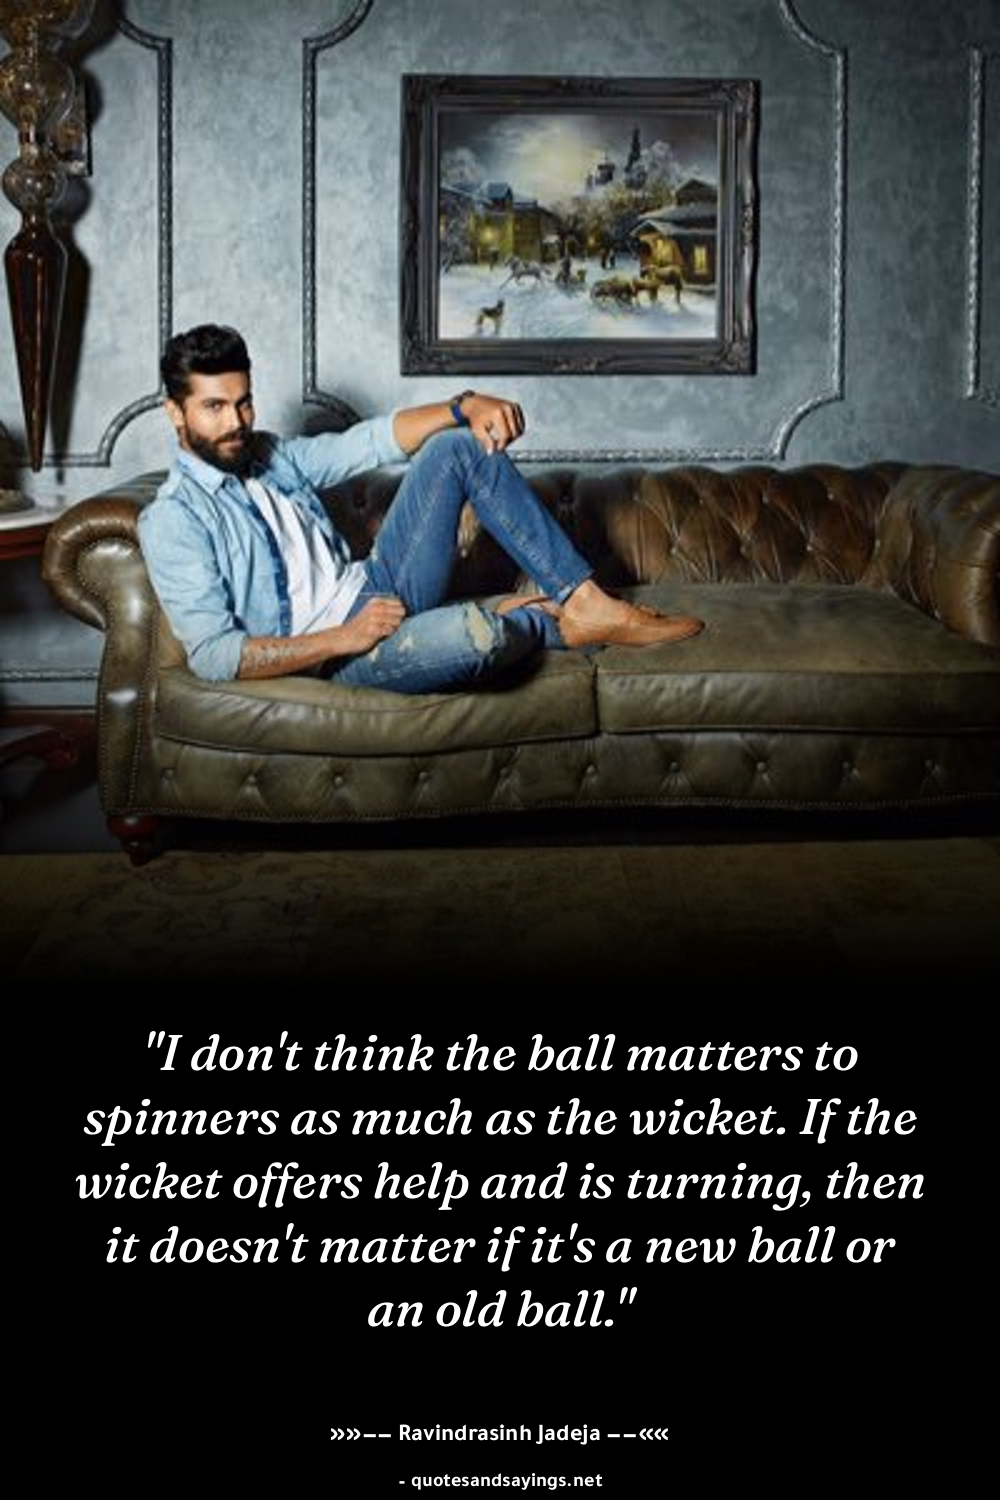 "I don't think the ball matters to
spinners as much as the wicket. If the
wicket offers help and is turning, then
it doesn't matter if it's a new ball or
an old ball."
»»−− Ravindrasinh Jadeja −−««
- quotesandsayings.net